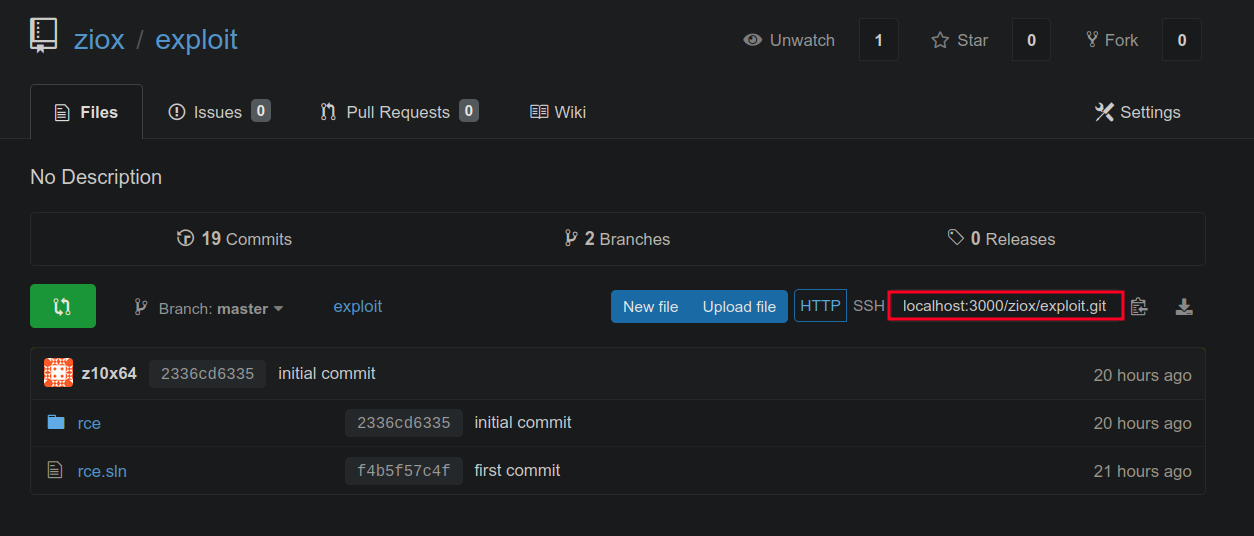 ziox / exploit Unwatch 1 Star 0 Fork 0
Files Issues 0 Pull Requests 0 Wiki Settings
No Description
19 Commits 2 Branches 0 Releases
Branch: master exploit New file Upload file HTTP SSH localhost:3000/ziox/exploit.git
z10x64 2336cd6335 initial commit 20 hours ago
rce 2336cd6335 initial commit 20 hours ago
rce.sln f4b5f57c4f first commit 21 hours ago